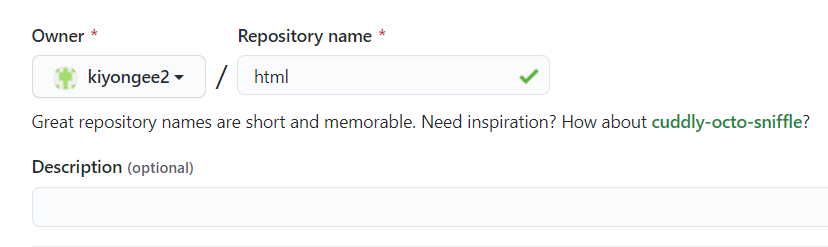 Owner * Repository name *
kiyongee2 / html
Great repository names are short and memorable. Need inspiration? How about cuddly-octo-sniffle?
Description (optional)